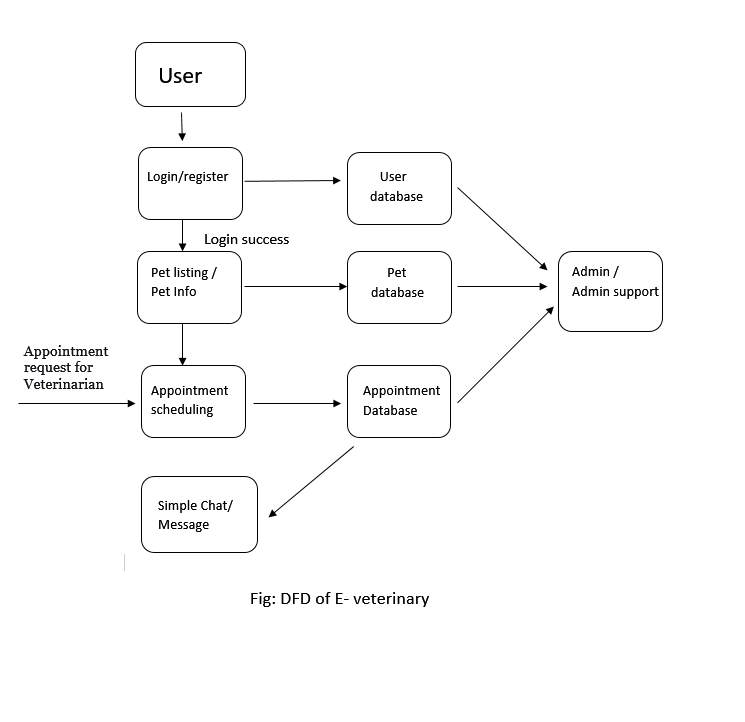 User
Login/register
User
database
Login success
Pet listing /
Pet Info
Pet
database
Admin /
Admin support
Appointment
request for
Veterinarian
Appointment
scheduling
Appointment
Database
Simple Chat/
Message
Fig: DFD of E- veterinary